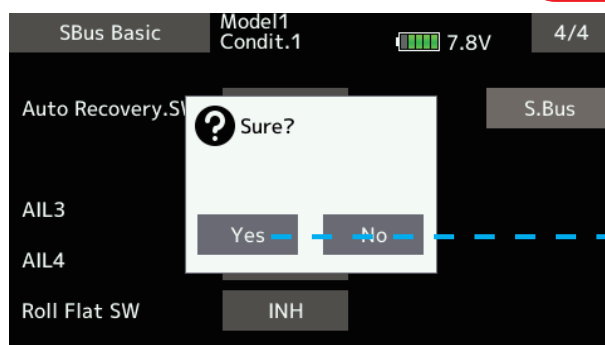 SBus Basic
Model1
Condit.1
7.8V
4/4
Auto Recovery.S
S.Bus
Sure?
AIL3
Yes
No
AIL4
Roll Flat SW
INH